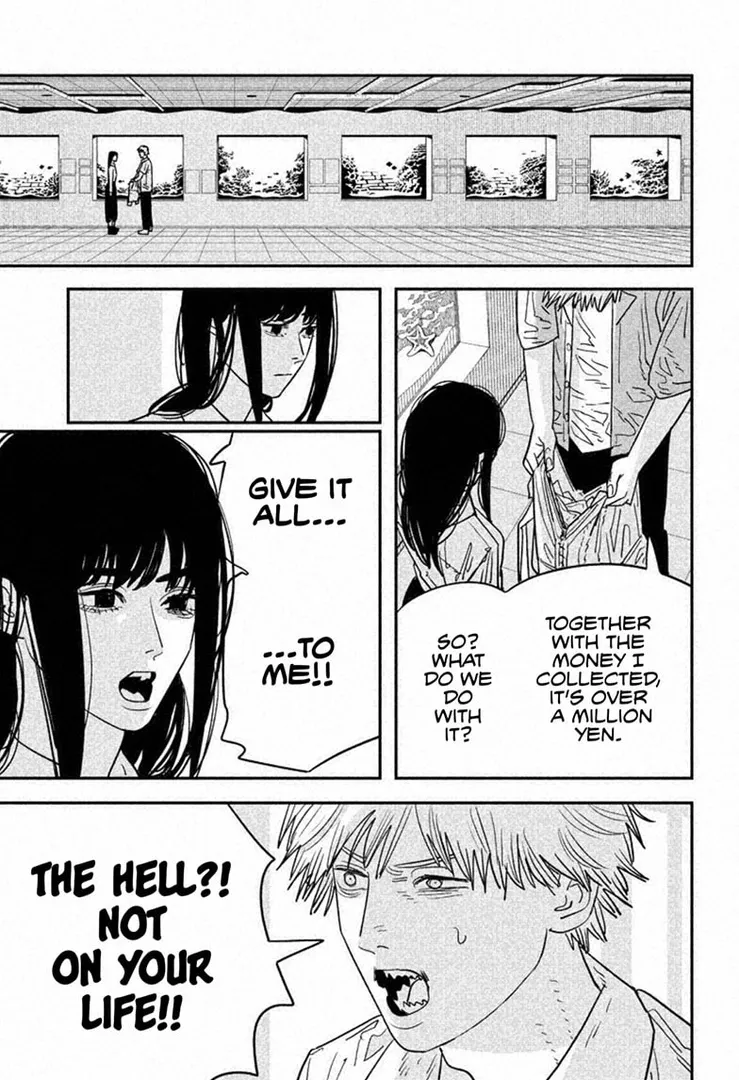 TOGETHER
WITH THE
MONEY I
COLLECTED,
IT'S OVER
A MILLION
YEN.
SO?
WHAT
DO WE
DO
WITH
IT?
GIVE IT
ALL...
...TO
ME!!
THE HELL?!
NOT
ON YOUR
LIFE!!